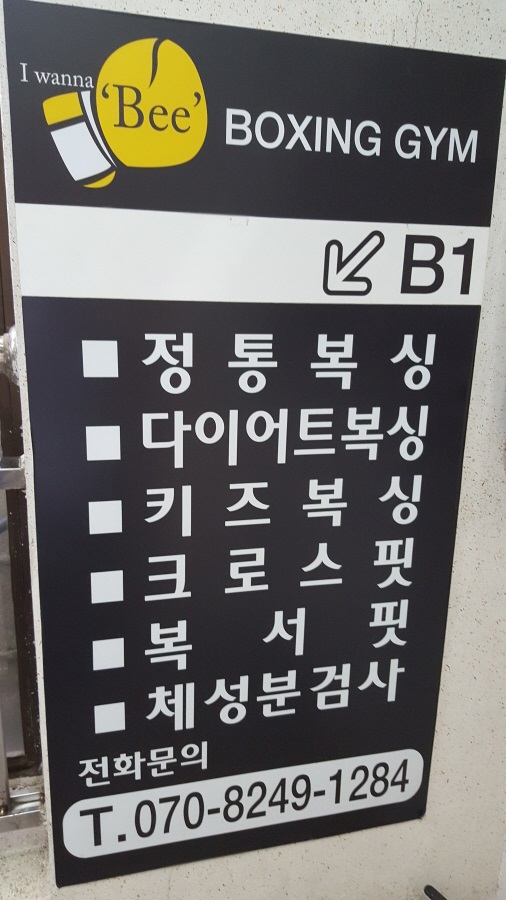 I wanna
'Bee' BOXING GYM
B1
정통복싱
다이어트복싱
키즈복싱
크로스핏
복서핏
체성분검사
전화문의
T.070-8249-1284